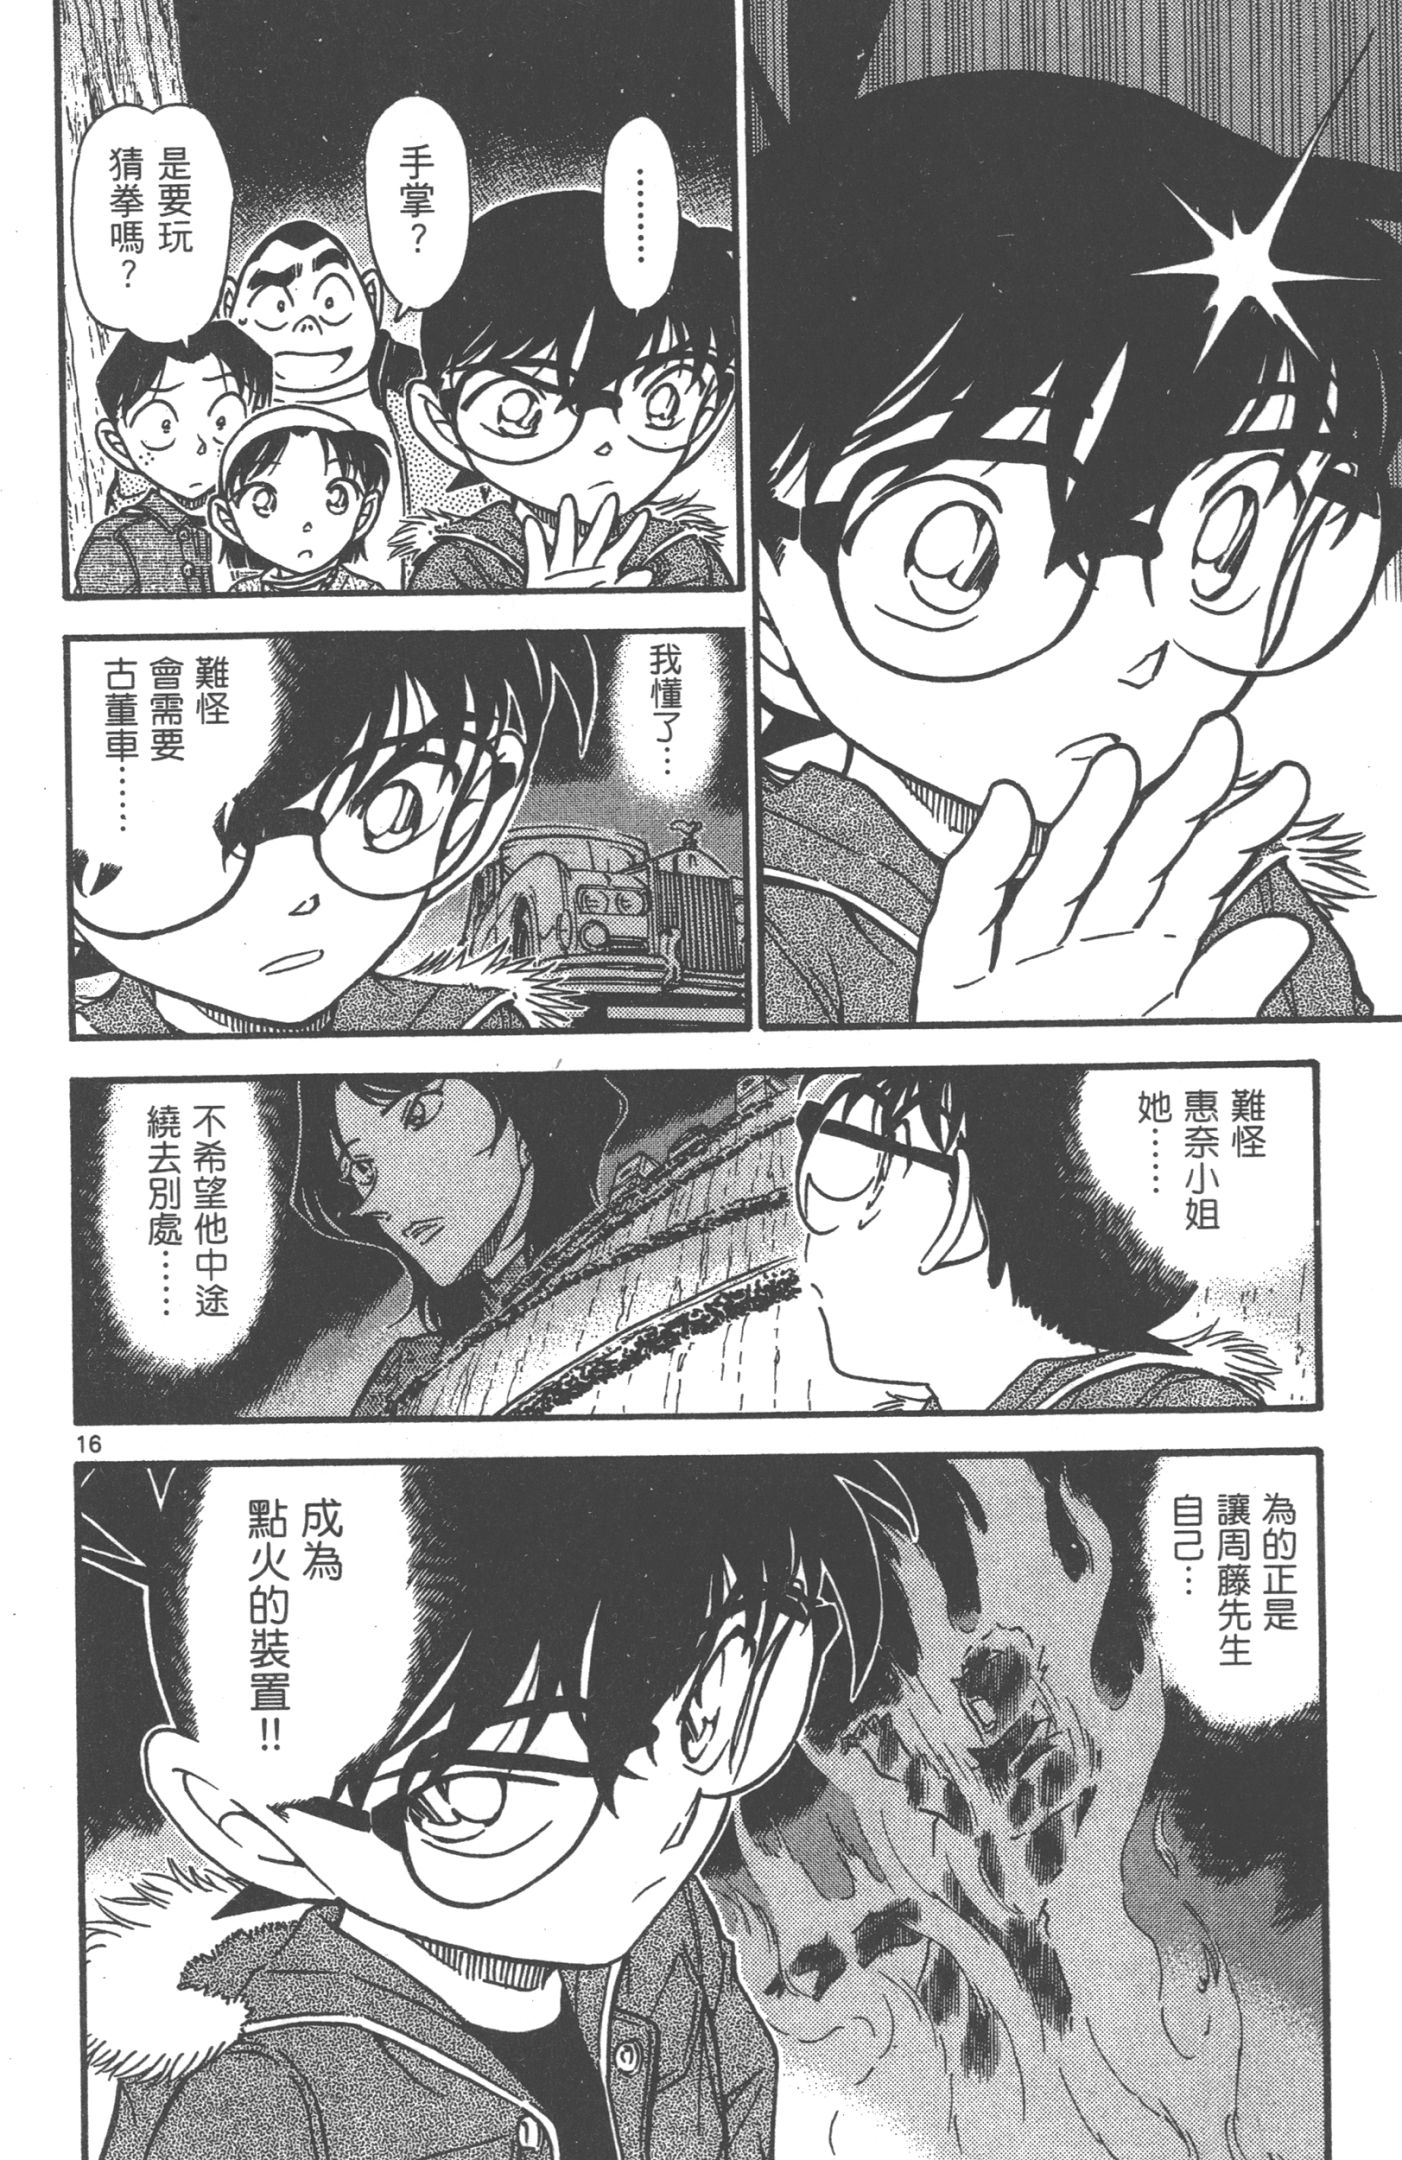 ………
手掌？
是要玩
猜拳嗎？
我懂了…
難怪
會需要
古董車……
難怪
惠奈小姐
她……
不希望他中途
繞去別處……
16
為的正是
讓周藤先生
自己…
成為
點火的裝置!!